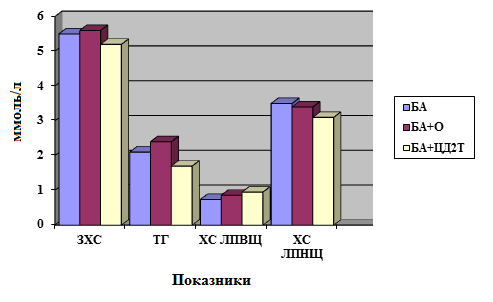 ммоль/л
6
5
4
3
2
1
0
ЗХС
ТГ
ХС ЛПВЩ
ХС
ЛПНЩ
Показники
БА
БА+О
БА+ЦД2Т